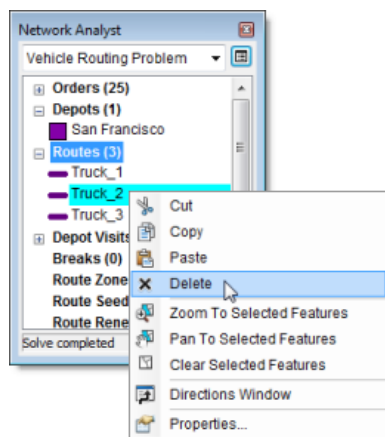 Network Analyst
Vehicle Routing Problem
Orders (25)
Depots (1)
San Francisco
Routes (3)
Truck_1
Truck_2
Truck_3
Depot Visits
Breaks (0)
Route Zone
Route Seed
Route Rene
Solve completed
Cut
Copy
Paste
Delete
Zoom To Selected Features
Pan To Selected Features
Clear Selected Features
Directions Window
Properties...